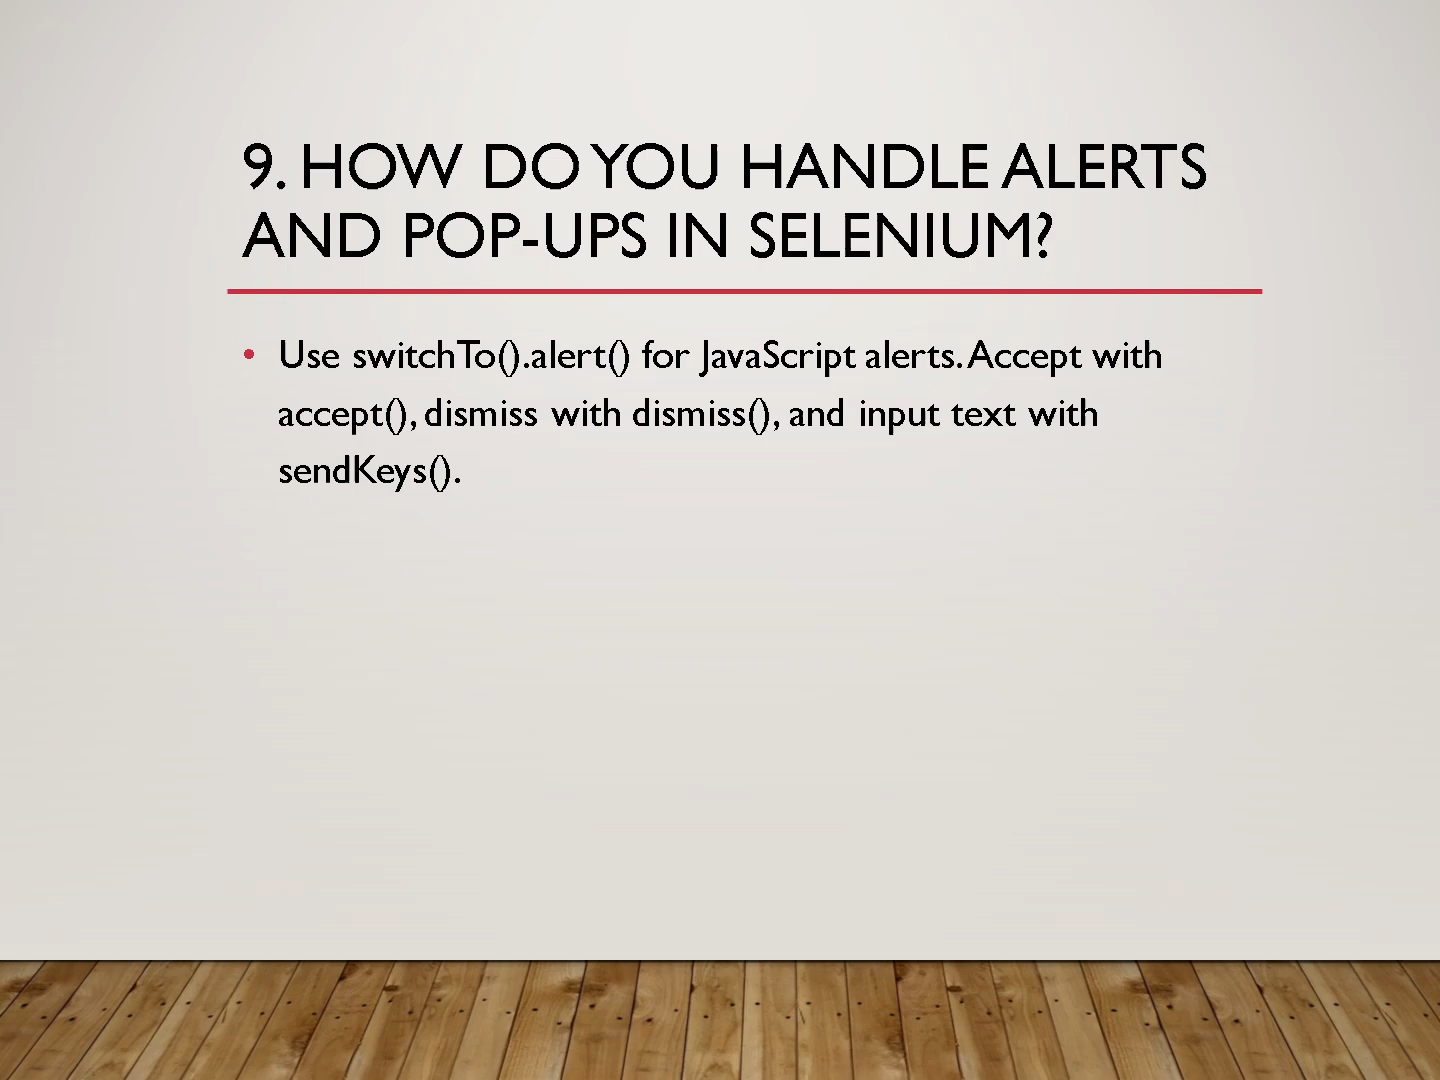 9. HOW DO YOU HANDLE ALERTS
AND POP-UPS IN SELENIUM?
• Use switchTo().alert() for JavaScript alerts. Accept with
accept(), dismiss with dismiss(), and input text with
sendKeys().